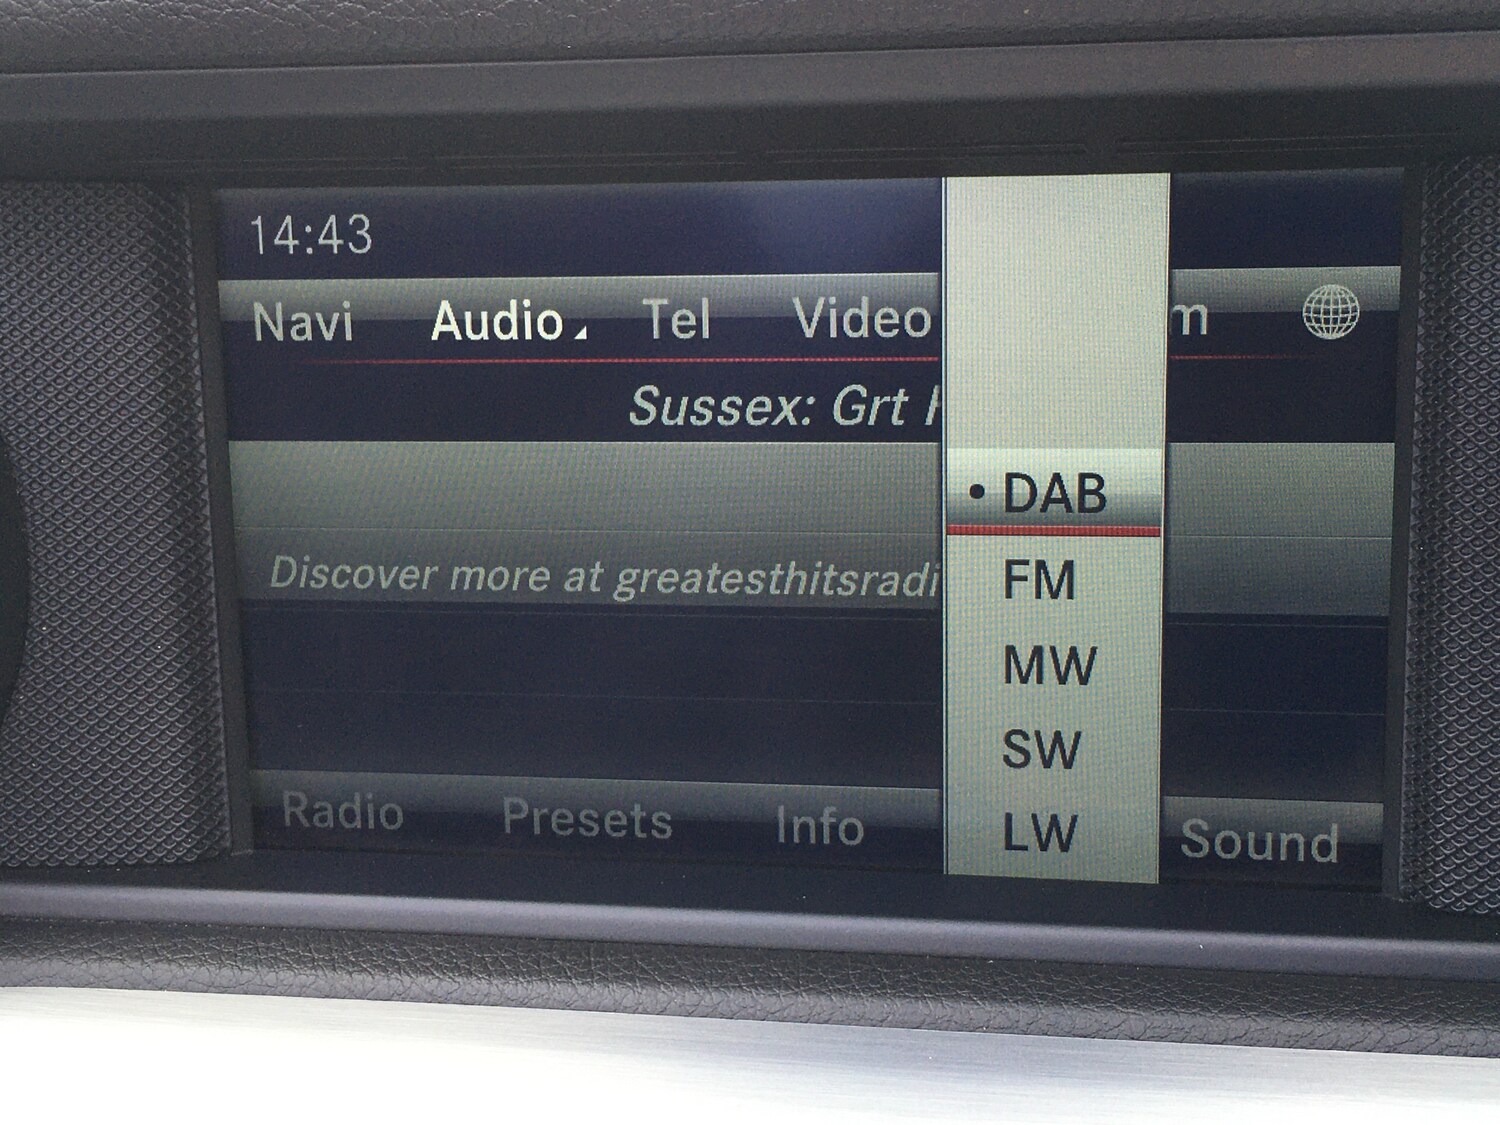 14:43
Navi Audio Tel Video m
Sussex: Grt
Discover more at greatesthitsradi
• DAB
FM
MW
SW
LW
Radio Presets Info Sound